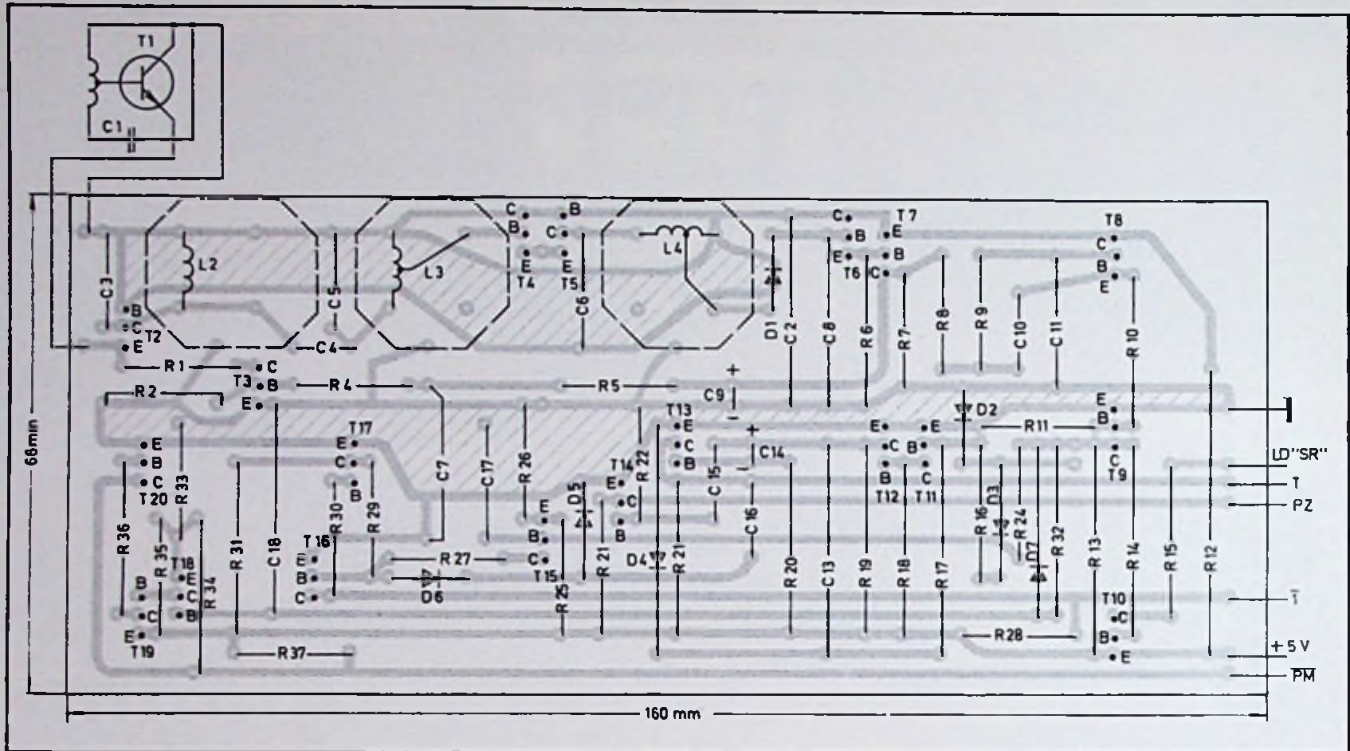 T1
C1
66min
C3
L2
C5
L3
C B E
T4
B C E
T5
C6
L4
D1
C2
C8
C B E
T6
R6
E B C
T7
R7
R8
R9
C10
C11
C B E
T8
R10
B C E
T2
C4
R1
R2
C B E
T3
R4
R5
+
C9
-
D2
R11
E B C
T9
LD"SR"
T
PZ
T̄
+5V
P̅M̅
E B C
T20
R33
E C B
T17
C7
C17
R26
R22
T13
E C B
C15
+
C14
-
E C B
T12
E B C
T11
R36
R35
R34
R31
C18
R30
R29
E B C
T16
R27
D6
E B C
T15
D5
T14
E C B
R25
R21
D4
R21
C16
R20
C13
R19
R18
R17
R16
D3
R24
D7
R32
R13
R14
R15
R12
T18
E C B
B C E
T19
R37
R28
T10
C B E
160 mm